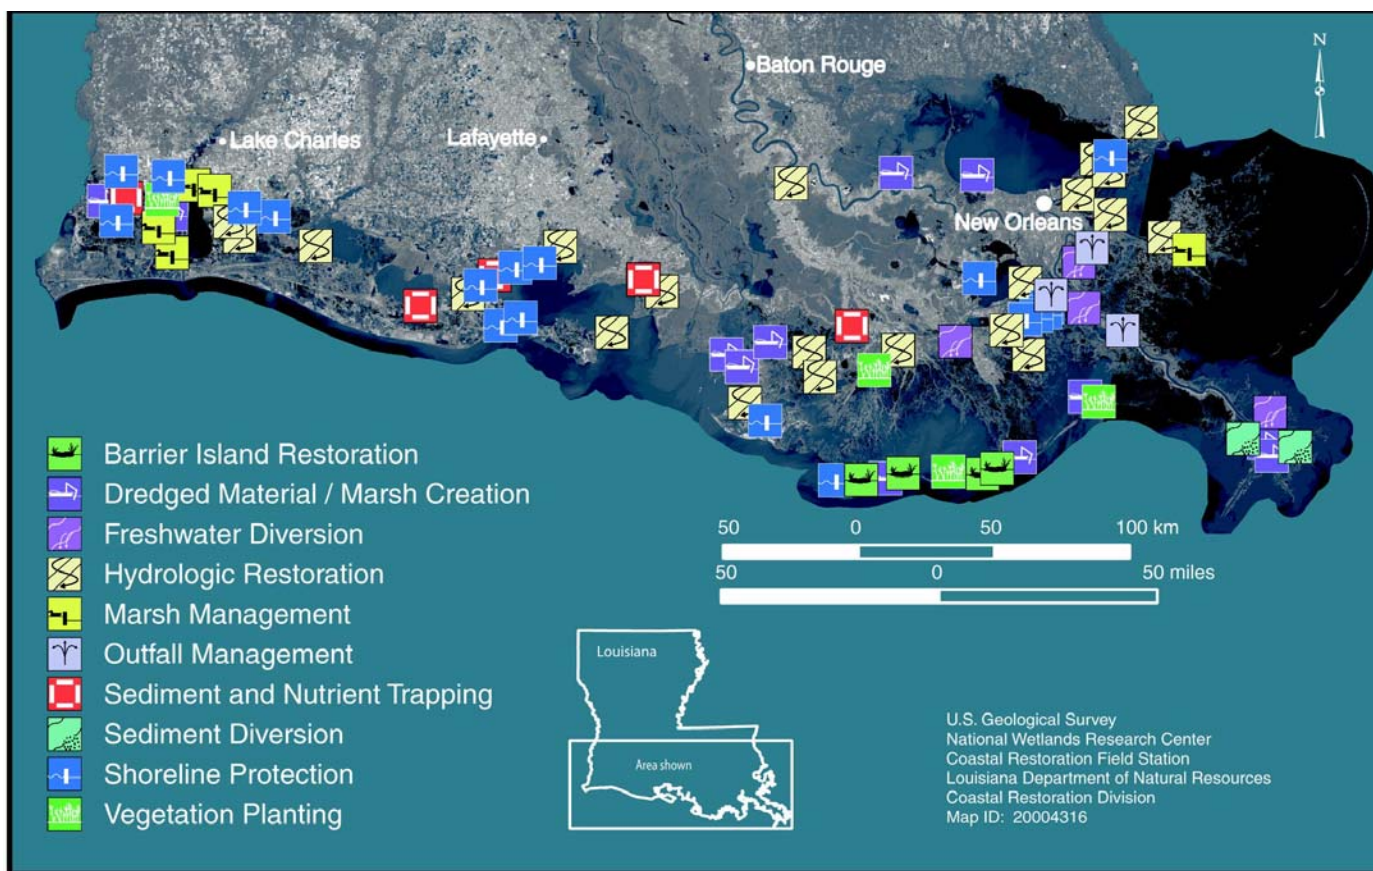 N
Baton Rouge
Lake Charles
Lafayette
New Orleans
Barrier Island Restoration
Dredged Material / Marsh Creation
Freshwater Diversion
Hydrologic Restoration
Marsh Management
Outfall Management
Sediment and Nutrient Trapping
Sediment Diversion
Shoreline Protection
Vegetation Planting
50 0 50 100 km
50 0 50 miles
Louisiana
Area shown
U.S. Geological Survey
National Wetlands Research Center
Coastal Restoration Field Station
Louisiana Department of Natural Resources
Coastal Restoration Division
Map ID: 20004316